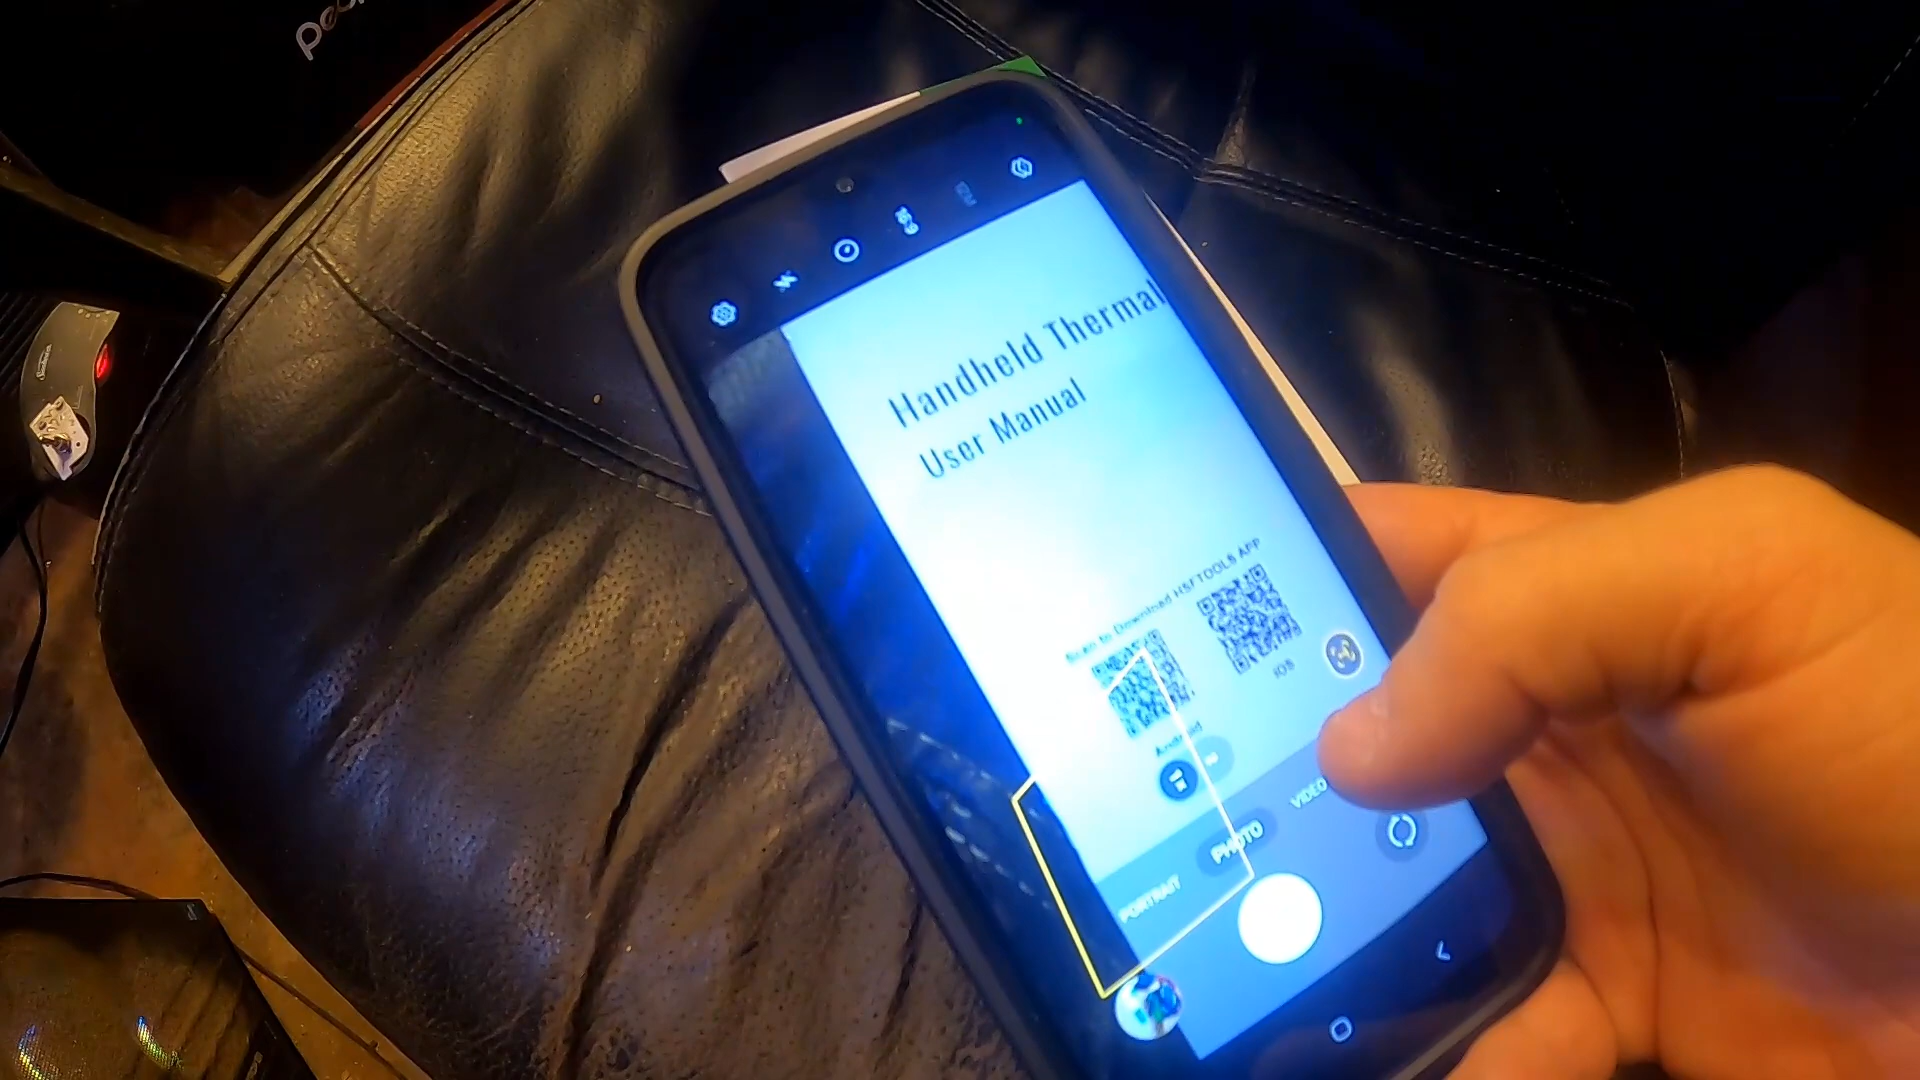 Handheld Thermal
User Manual
Scan to Download HSFTOOLS APP
Android
iOS
PORTRAIT PHOTO VIDEO